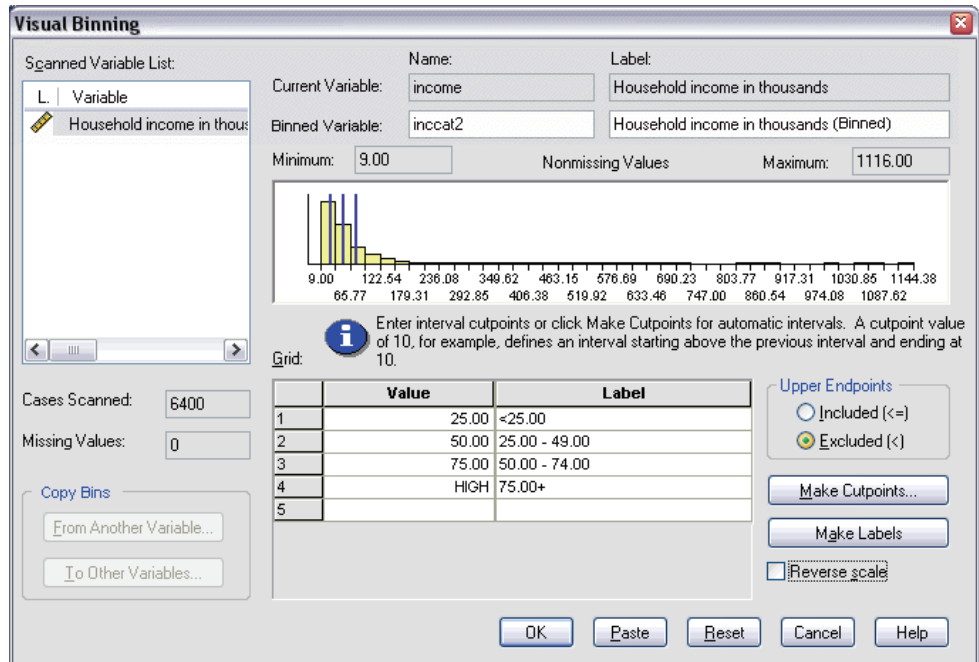 Visual Binning
Scanned Variable List:
L. Variable
Household income in thous
Name: Label:
Current Variable: income Household income in thousands
Binned Variable: inccat2 Household income in thousands (Binned)
Minimum: 9.00 Nonmissing Values Maximum: 1116.00
9.00 122.54 236.08 349.62 463.15 576.69 690.23 803.77 917.31 1030.85 1144.38
65.77 179.31 292.85 406.38 519.92 633.46 747.00 860.54 974.08 1087.62
Enter interval cutpoints or click Make Cutpoints for automatic intervals. A cutpoint value
of 10, for example, defines an interval starting above the previous interval and ending at
10.
Grid:
Value Label
1 25.00 <25.00
2 50.00 25.00 - 49.00
3 75.00 50.00 - 74.00
4 HIGH 75.00+
5
Cases Scanned: 6400
Missing Values: 0
Copy Bins
From Another Variable...
To Other Variables...
Upper Endpoints
Included (<=)
Excluded (<)
Make Cutpoints...
Make Labels
Reverse scale
OK Paste Reset Cancel Help